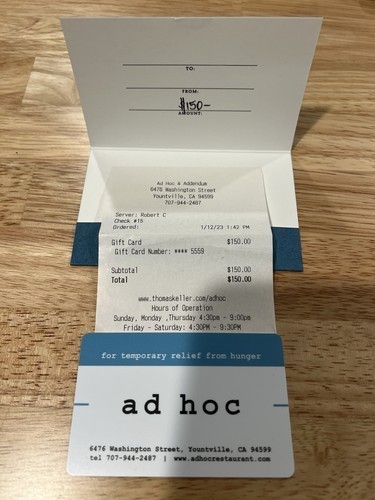 TO:
FROM:
$150-
AMOUNT:
Ad Hoc & Addendum
6476 Washington Street
Yountville, CA 94599
707-944-2487
Server: Robert C
Check #15
Ordered: 1/12/23 1:42 PM
Gift Card $150.00
Gift Card Number: **** 5559
Subtotal $150.00
Total $150.00
www.thomaskeller.com/adhoc
Hours of Operation
Sunday, Monday ,Thursday 4:30pm - 9:00pm
Friday - Saturday: 4:30PM - 9:30PM
for temporary relief from hunger
ad hoc
6476 Washington Street, Yountville, CA 94599
tel 707-944-2487 | www.adhocrestaurant.com